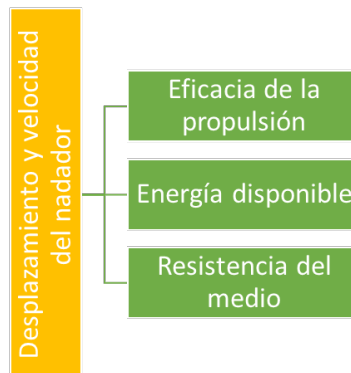 Desplazamiento y velocidad
del nadador
Eficacia de la
propulsión
Energía disponible
Resistencia del
medio